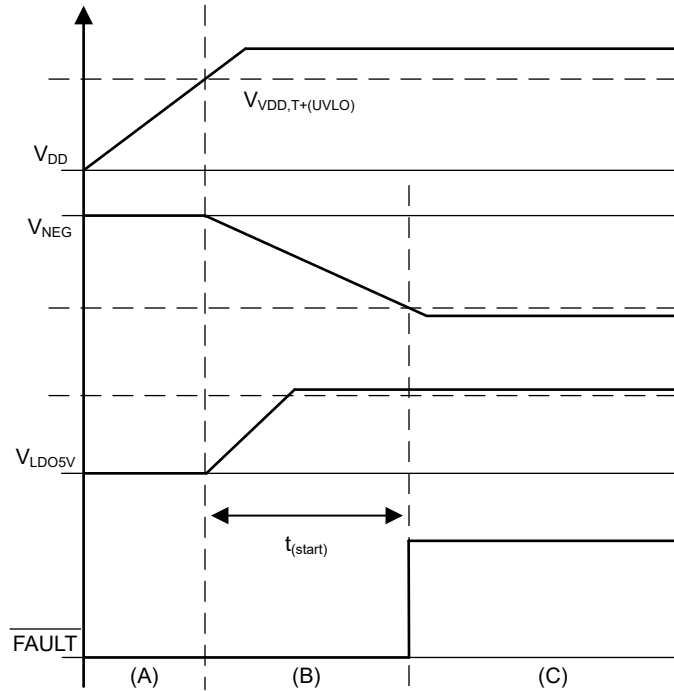 V_VDD,T+(UVLO)
V_DD
V_NEG
V_LDO5V
t_(start)
FAULT
(A) (B) (C)